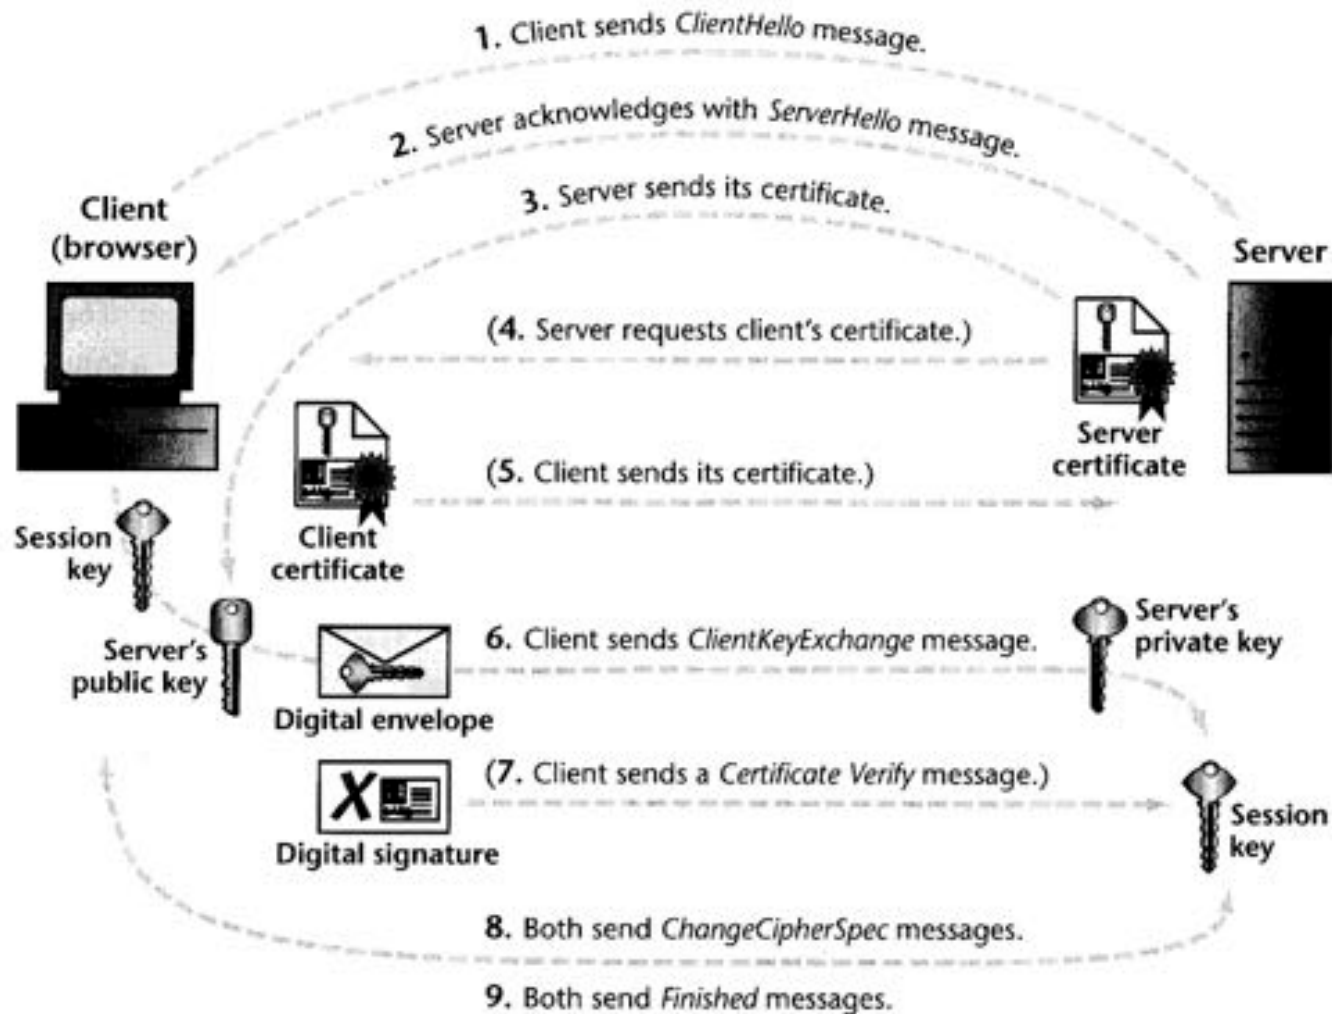 1. Client sends ClientHello message.
2. Server acknowledges with ServerHello message.
3. Server sends its certificate.
Client
(browser)
Server
(4. Server requests client's certificate.)
Server
certificate
(5. Client sends its certificate.)
Client
certificate
Session
key
Server's
public key
6. Client sends ClientKeyExchange message.
Server's
private key
Digital envelope
(7. Client sends a Certificate Verify message.)
Digital signature
Session
key
8. Both send ChangeCipherSpec messages.
9. Both send Finished messages.